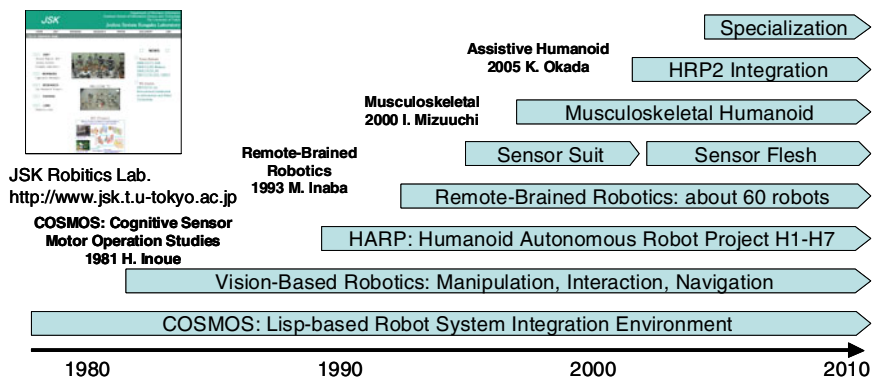 JSK
Specialization
Assistive Humanoid
2005 K. Okada
HRP2 Integration
Musculoskeletal
2000 I. Mizuuchi
Musculoskeletal Humanoid
Remote-Brained
Robotics
1993 M. Inaba
Sensor Suit
Sensor Flesh
JSK Robitics Lab.
http://www.jsk.t.u-tokyo.ac.jp
Remote-Brained Robotics: about 60 robots
COSMOS: Cognitive Sensor
Motor Operation Studies
1981 H. Inoue
HARP: Humanoid Autonomous Robot Project H1-H7
Vision-Based Robotics: Manipulation, Interaction, Navigation
COSMOS: Lisp-based Robot System Integration Environment
1980 1990 2000 2010